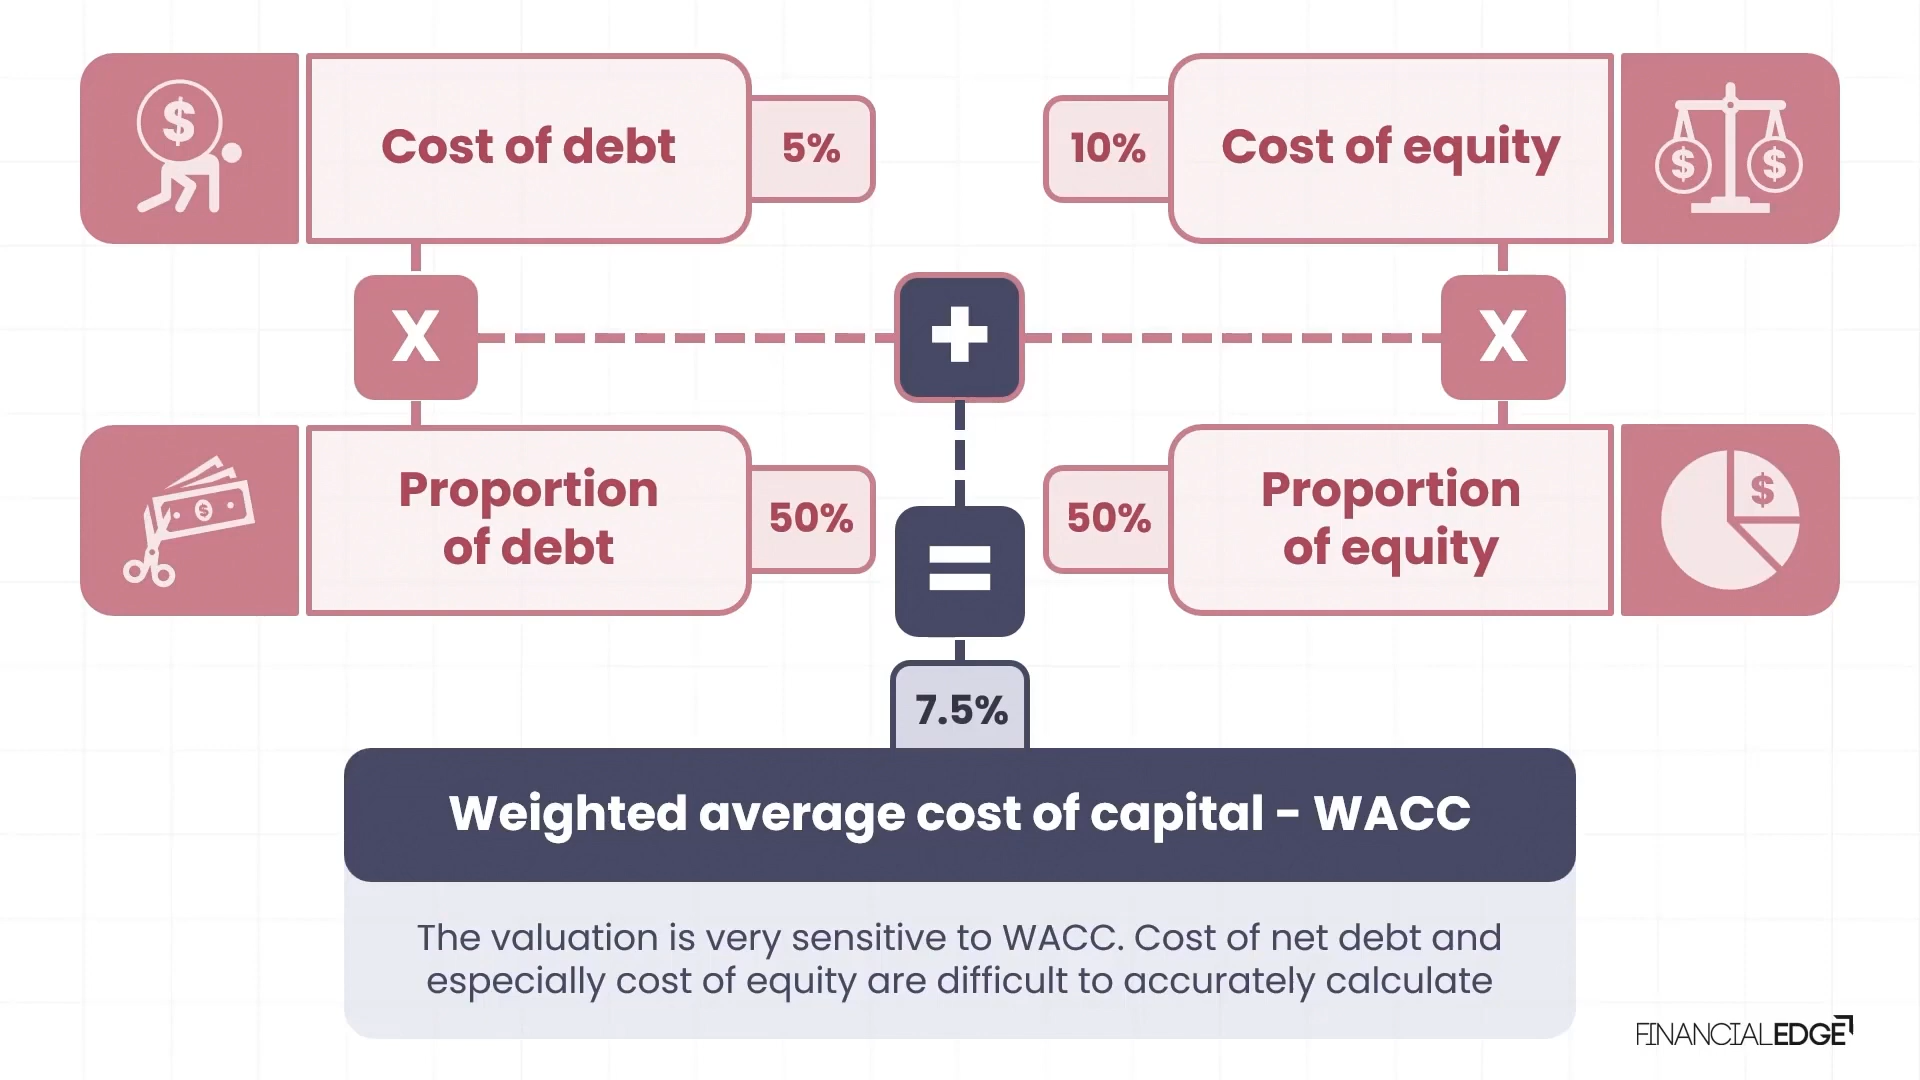 $
Cost of debt
5%
10%
Cost of equity
$ $
X
+
X
$
Proportion
of debt
50%
=
50%
Proportion
of equity
$
7.5%
Weighted average cost of capital - WACC
The valuation is very sensitive to WACC. Cost of net debt and
especially cost of equity are difficult to accurately calculate
FINANCIALEDGE